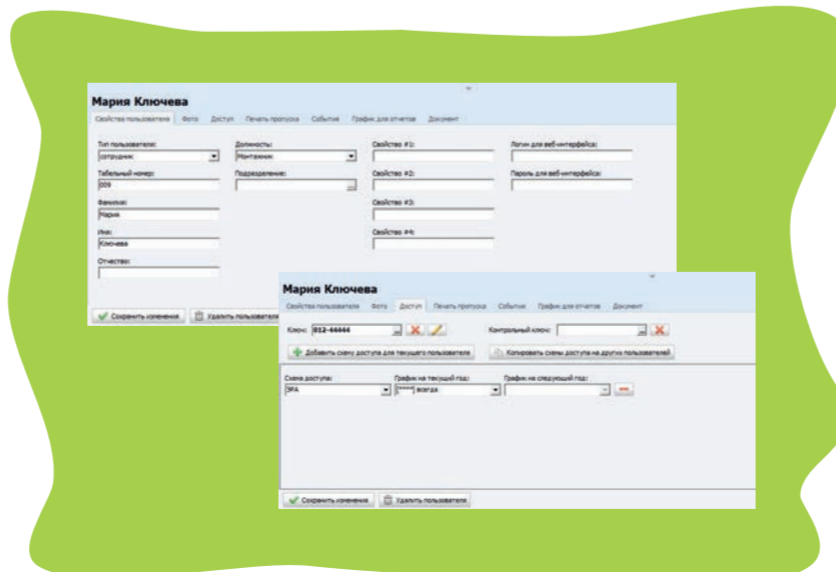 Мария Ключева
Свойства пользователя Фото Доступ Печать пропуска События График для отчетов Документ
Тип пользователя: Должность: Свойство #1: Логин для веб-интерфейса:
сотрудник Монтажник
Табельный номер: Подразделение: Свойство #2: Пароль для веб-интерфейса:
009 ...
Фамилия: Свойство #3:
Мария
Имя: Свойство #4:
Ключева
Отчество:
Сохранить изменения Удалить пользователя
Мария Ключева
Свойства пользователя Фото Доступ Печать пропуска События График для отчетов Документ
Ключ: 012-44444 ... Контрольный ключ: ...
Добавить схему доступа для текущего пользователя Копировать схемы доступа на других пользователей
Схема доступа: График на текущий год: График на следующий год:
ЭРА [****] всегда
Сохранить изменения Удалить пользователя